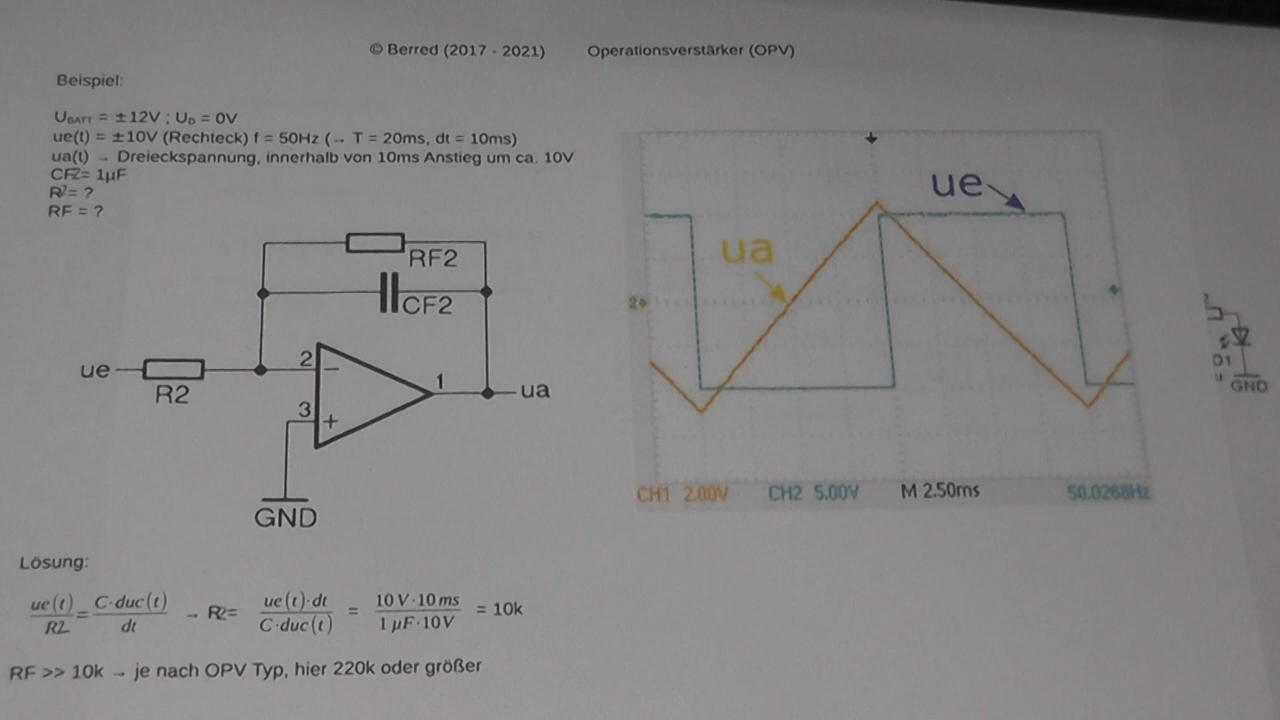 © Berred (2017 - 2021) Operationsverstärker (OPV)
Beispiel:
UBATT = ±12V ; UD = 0V
ue(t) = ±10V (Rechteck) f = 50Hz (→ T = 20ms, dt = 10ms)
ua(t) → Dreieckspannung, innerhalb von 10ms Anstieg um ca. 10V
CF2= 1µF
R2= ?
RF = ?
RF2
CF2
ue
R2
2
3
1
ua
GND
ue
ua
2
CH1 2.00V CH2 5.00V M 2.50ms 50.0268Hz
D1
GND
Lösung:
ue(t)/R2 = C·duc(t)/dt → R2= ue(t)·dt/C·duc(t) = 10V·10ms/1µF·10V = 10k
RF >> 10k → je nach OPV Typ, hier 220k oder größer